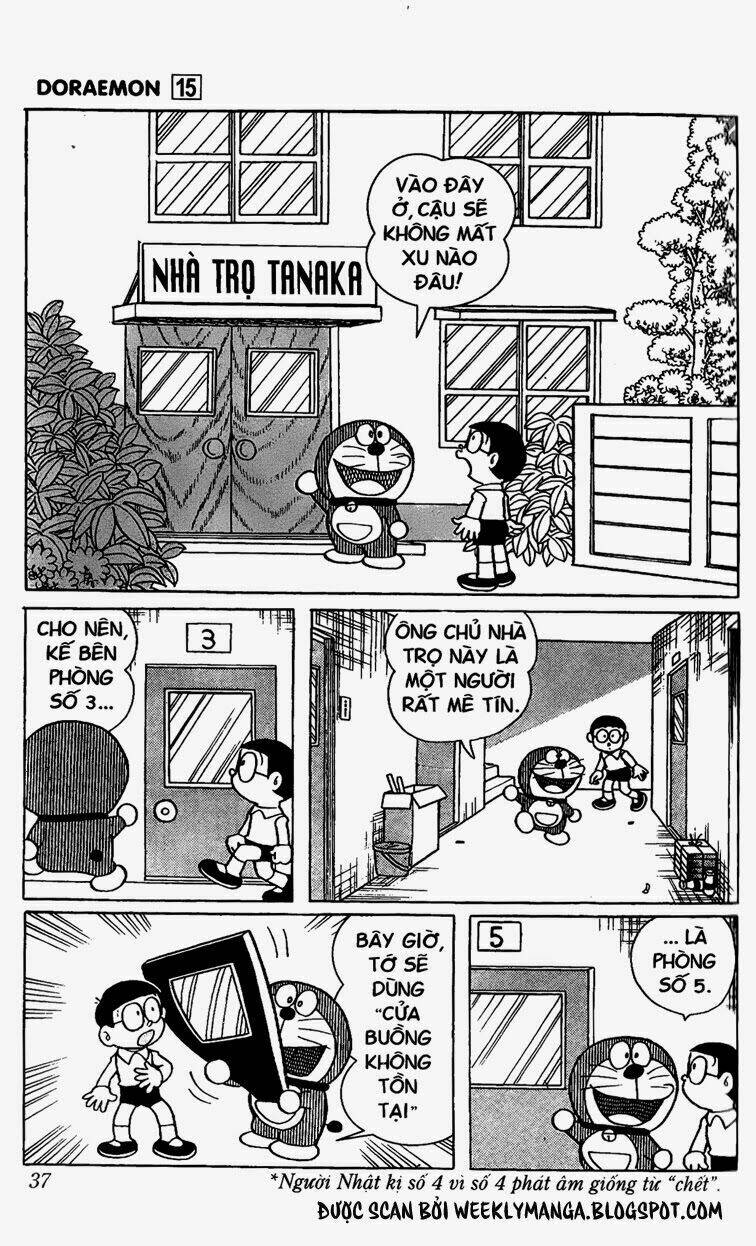 DORAEMON 15
VÀO ĐÂY
Ở, CẬU SẼ
KHÔNG MẤT
XU NÀO
ĐÂU!
NHÀ TRỌ TANAKA
ÔNG CHỦ NHÀ
TRỌ NÀY LÀ
MỘT NGƯỜI
RẤT MÊ TÍN.
CHO NÊN,
KẾ BÊN
PHÒNG
SỐ 3...
3
... LÀ
PHÒNG
SỐ 5.
5
BÂY GIỜ,
TỚ SẼ
DÙNG
"CỬA
BUỒNG
KHÔNG
TỒN
TẠI"
37
*Người Nhật kị số 4 vì số 4 phát âm giống từ "chết".
ĐƯỢC SCAN BỞI WEEKLYMANGA.BLOGSPOT.COM